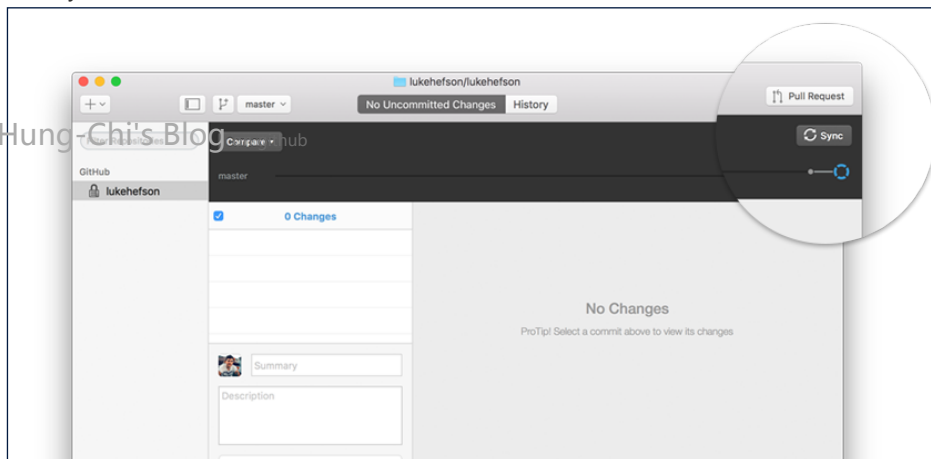 lukehefson/lukehefson
master
No Uncommitted Changes
History
Pull Request
Hung-Chi's Blog
Compare
Sync
GitHub
lukehefson
master
0 Changes
No Changes
ProTip! Select a commit above to view its changes
Summary
Description